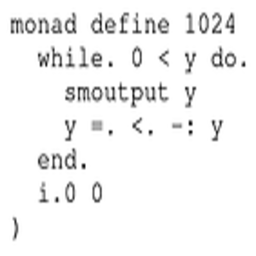 monad define 1024
  while. 0 < y do.
    smoutput y
    y =. <. -: y
  end.
  i.0 0
)